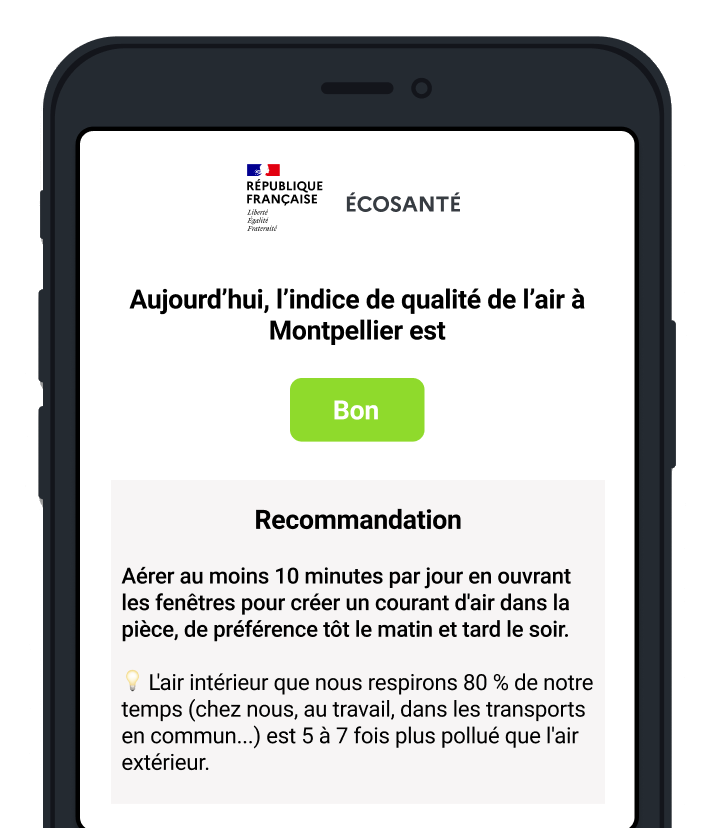 RÉPUBLIQUE
FRANÇAISE
Liberté
Égalité
Fraternité
ÉCOSANTÉ
Aujourd’hui, l’indice de qualité de l’air à
Montpellier est
Bon
Recommandation
Aérer au moins 10 minutes par jour en ouvrant
les fenêtres pour créer un courant d'air dans la
pièce, de préférence tôt le matin et tard le soir.
💡 L'air intérieur que nous respirons 80 % de notre
temps (chez nous, au travail, dans les transports
en commun...) est 5 à 7 fois plus pollué que l'air
extérieur.